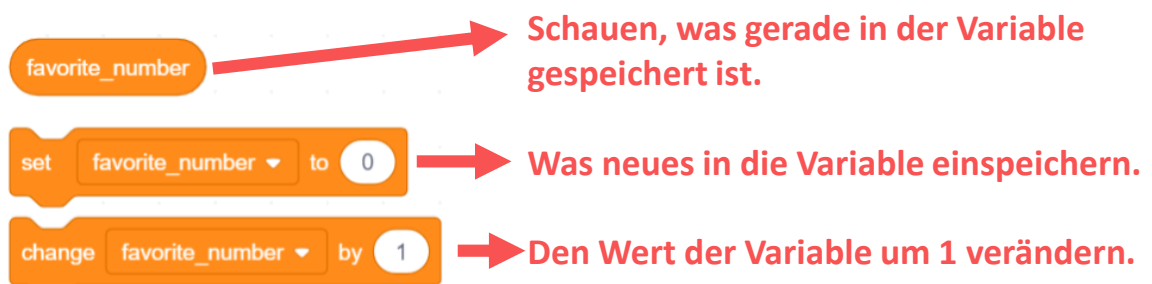 favorite_number
Schauen, was gerade in der Variable
gespeichert ist.
set favorite_number to 0
Was neues in die Variable einspeichern.
change favorite_number by 1
Den Wert der Variable um 1 verändern.